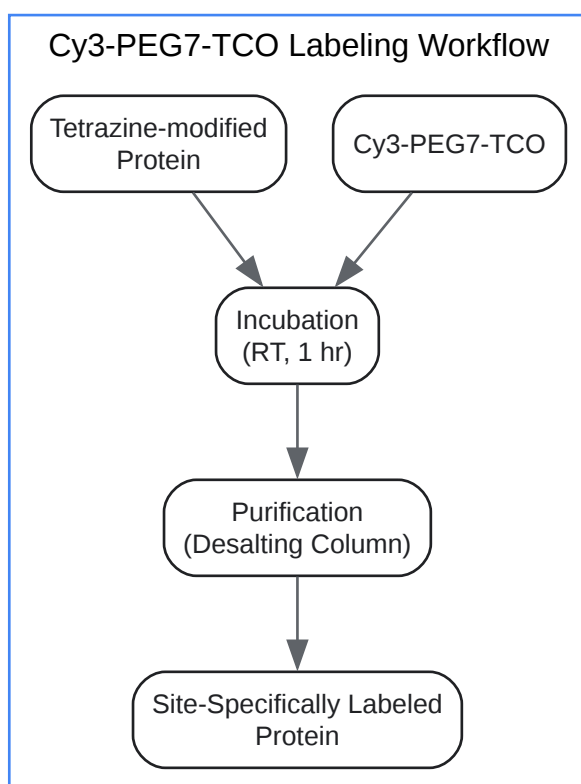 Cy3-PEG7-TCO Labeling Workflow
Tetrazine-modified
Protein
Cy3-PEG7-TCO
Incubation
(RT, 1 hr)
Purification
(Desalting Column)
Site-Specifically Labeled
Protein